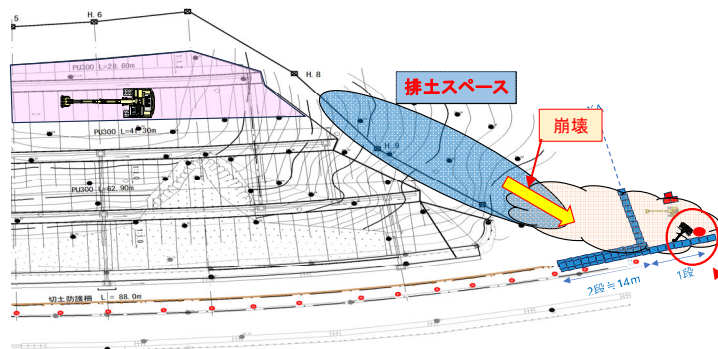 5
H.6
H.8
PU300 L=28.60m
排土スペース
崩壊
PU300 L=41.30m
H.9
PU300 L=62.90m
2段≒14m
1段
切土防護柵 L = 88.0m